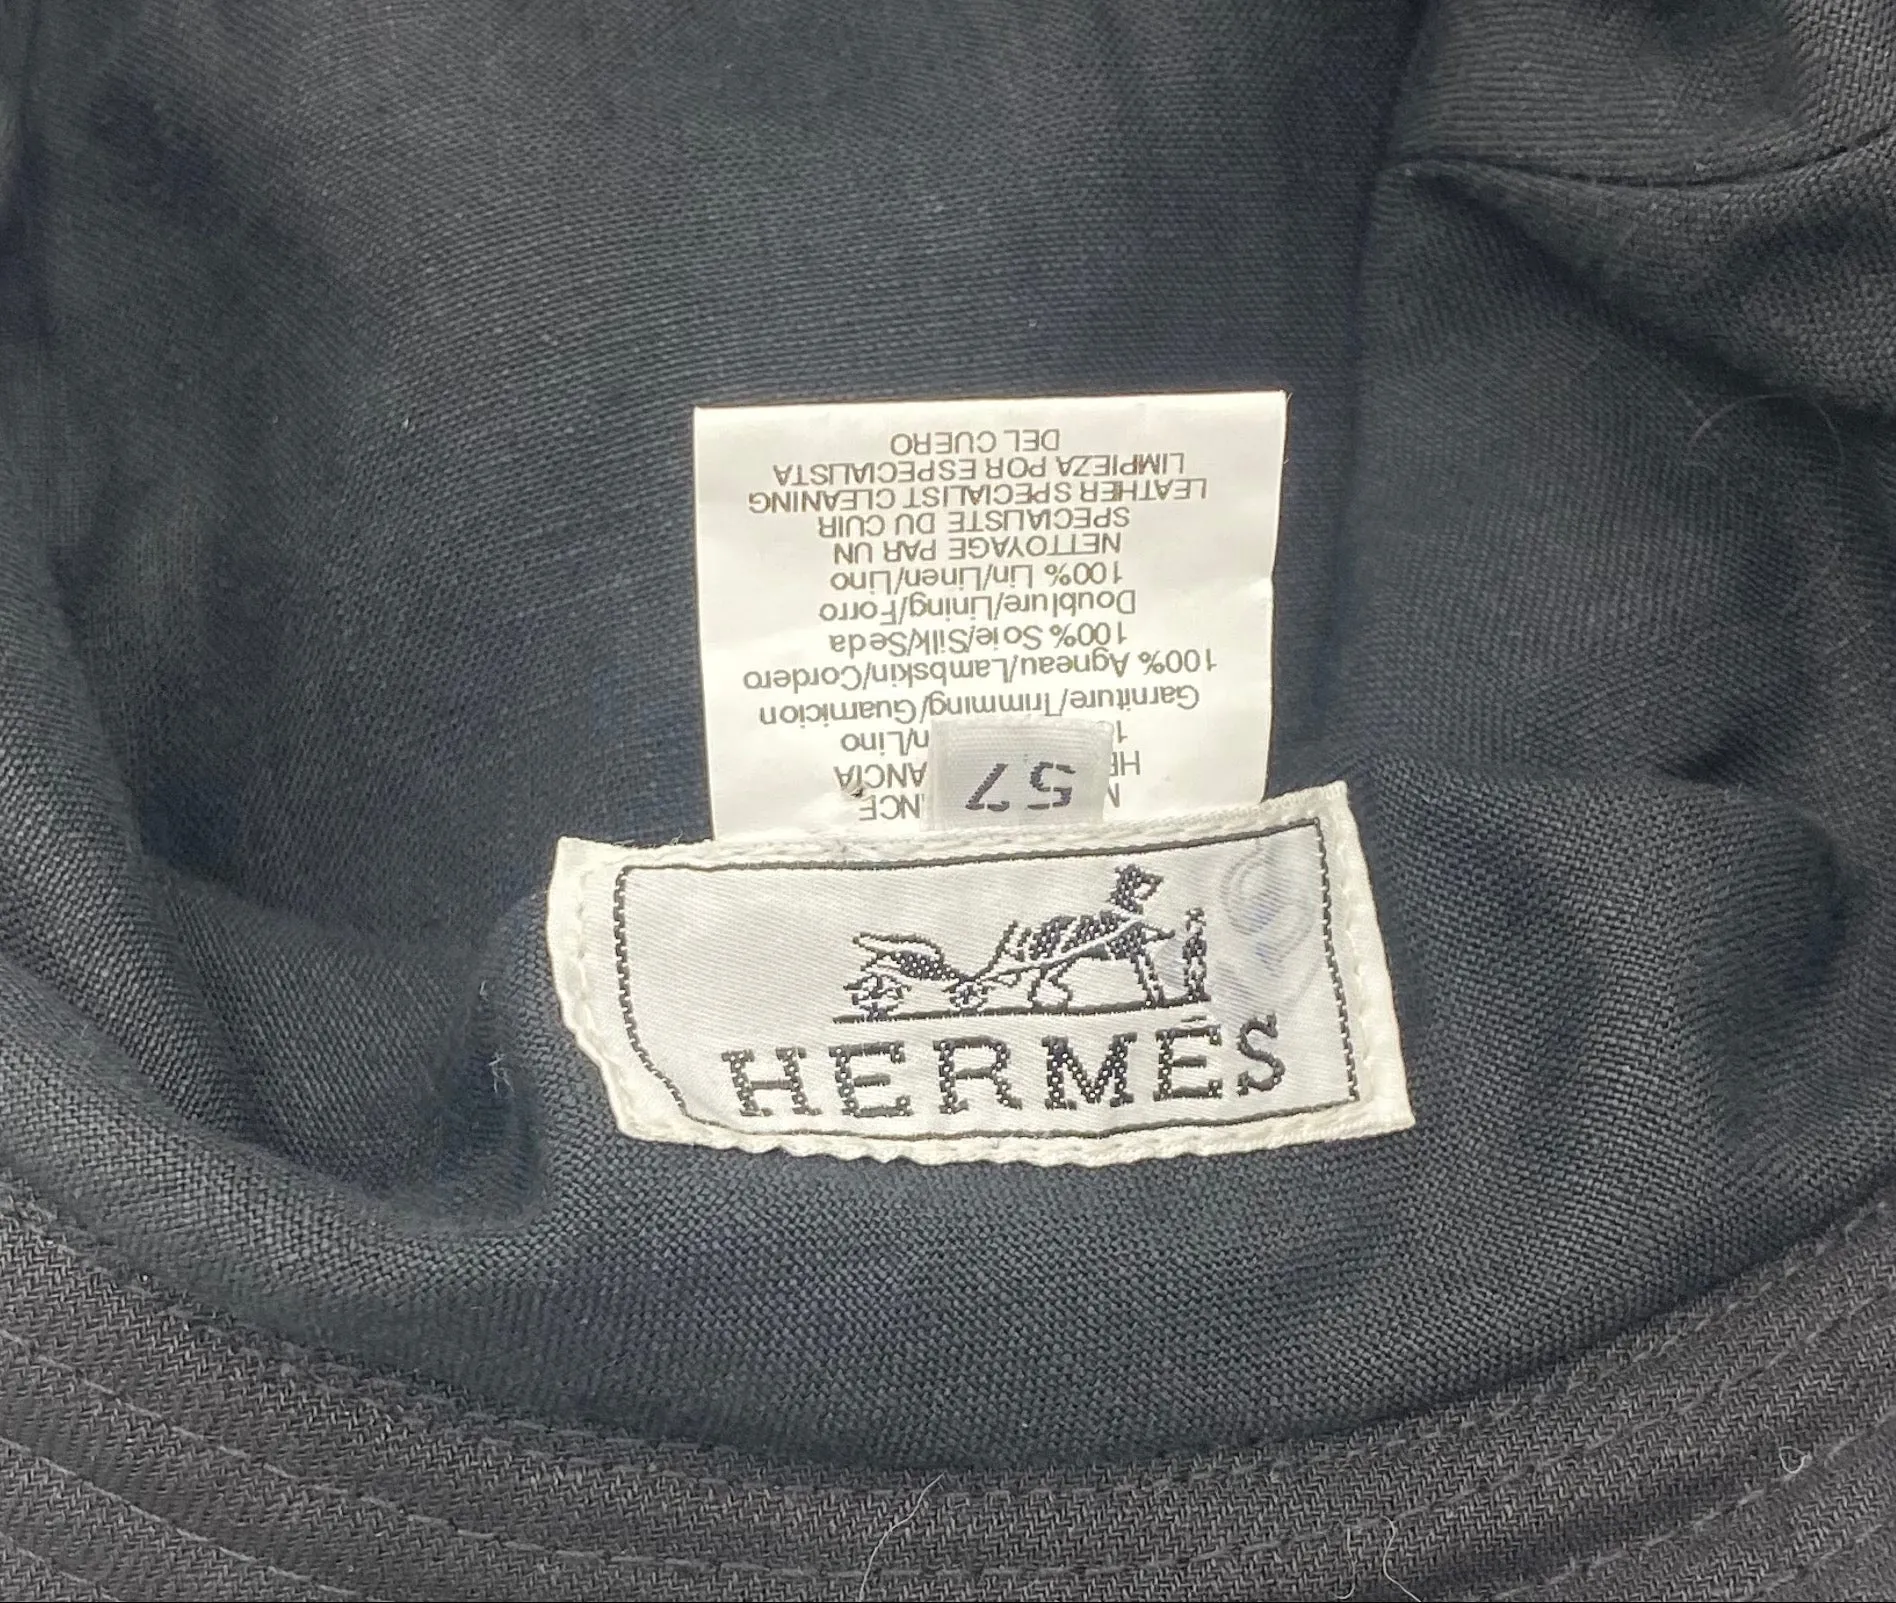 HERMÈS
57
/Lino
Garniture/Trimming/Guarnicion
100% Agneau/Lambskin/Cordero
100% Soie/Silk/Seda
Doublure/Lining/Forro
100% Lin/Linen/Lino
NETTOYAGE PAR UN
SPECIALISTE DU CUIR
LEATHER SPECIALIST CLEANING
LIMPIEZA POR ESPECIALISTA
DEL CUERO